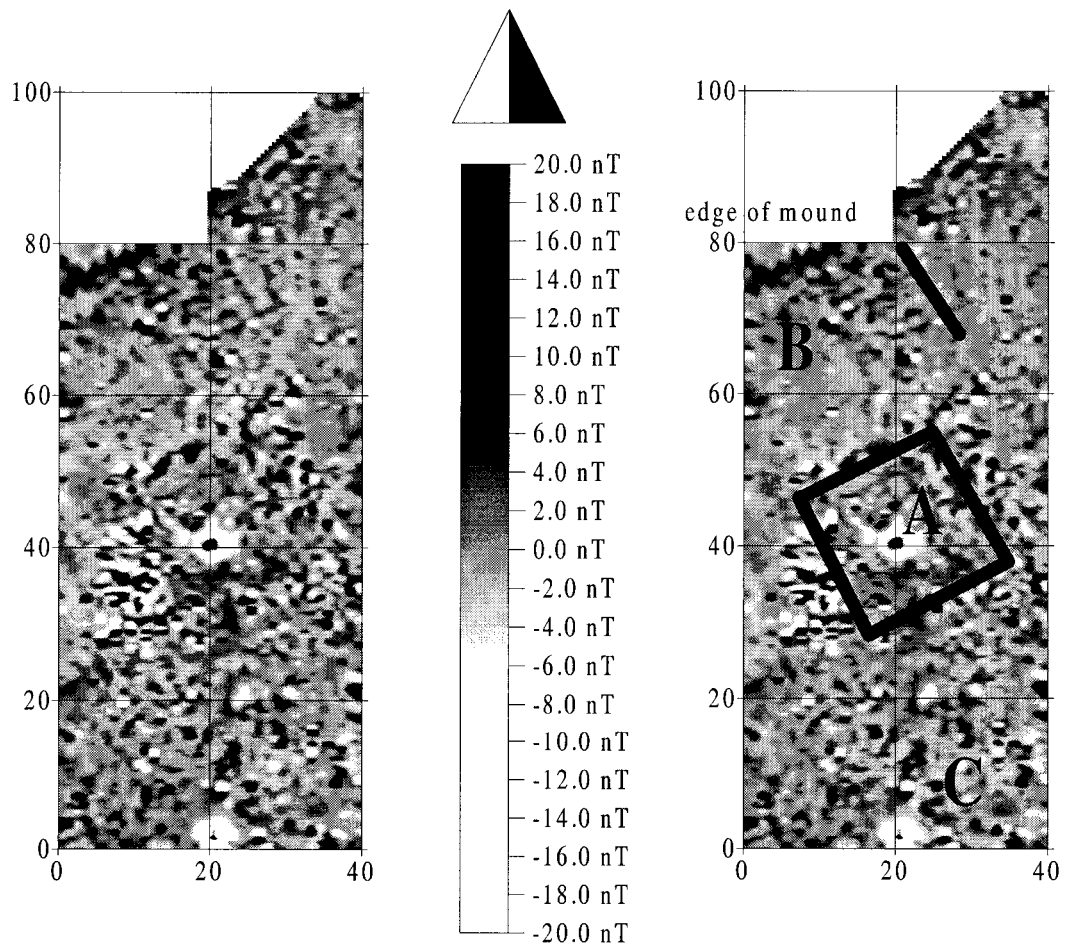 100
80
60
40
20
0
0 20 40
20.0 nT
18.0 nT
16.0 nT
14.0 nT
12.0 nT
10.0 nT
8.0 nT
6.0 nT
4.0 nT
2.0 nT
0.0 nT
-2.0 nT
-4.0 nT
-6.0 nT
-8.0 nT
-10.0 nT
-12.0 nT
-14.0 nT
-16.0 nT
-18.0 nT
-20.0 nT
100
edge of mound
80
B
60
A
40
20
C
0
0 20 40